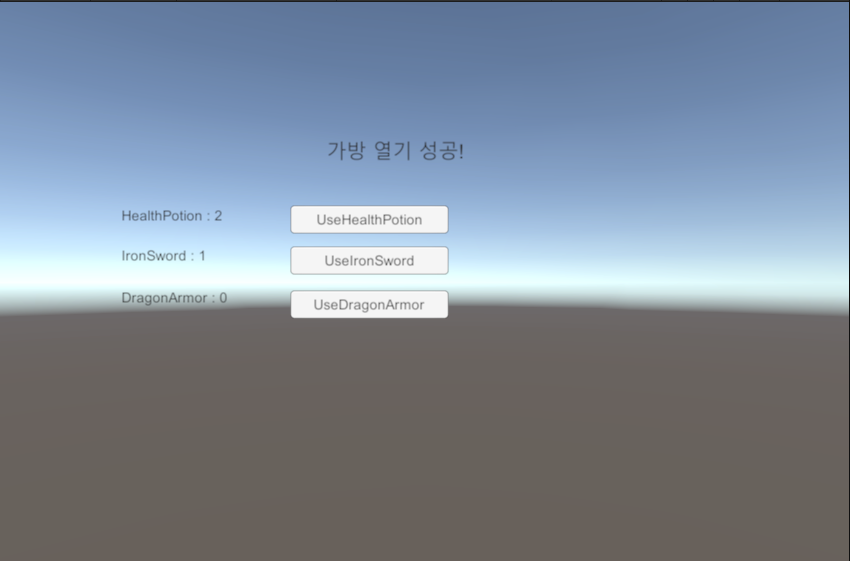 가방 열기 성공!
HealthPotion : 2
UseHealthPotion
IronSword : 1
UseIronSword
DragonArmor : 0
UseDragonArmor